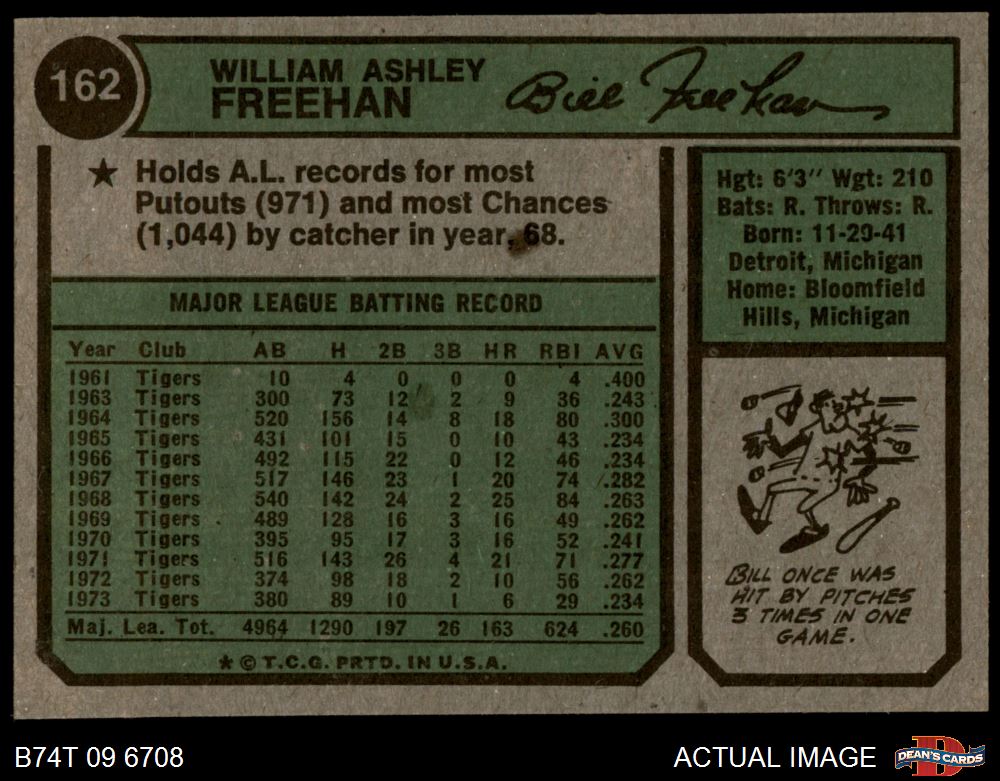 162
WILLIAM ASHLEY
FREEHAN
Bill Freehan
★ Holds A.L. records for most
Putouts (971) and most Chances
(1,044) by catcher in year, 68.
MAJOR LEAGUE BATTING RECORD
Year Club AB H 2B 3B HR RBI AVG
1961 Tigers 10 4 0 0 0 4 .400
1963 Tigers 300 73 12 2 9 36 .243
1964 Tigers 520 156 14 8 18 80 .300
1965 Tigers 431 101 15 0 10 43 .234
1966 Tigers 492 115 22 0 12 46 .234
1967 Tigers 517 146 23 1 20 74 .282
1968 Tigers 540 142 24 2 25 84 .263
1969 Tigers 489 128 16 3 16 49 .262
1970 Tigers 395 95 17 3 16 52 .241
1971 Tigers 516 143 26 4 21 71 .277
1972 Tigers 374 98 18 2 10 56 .262
1973 Tigers 380 89 10 1 6 29 .234
Maj. Lea. Tot. 4964 1290 197 26 163 624 .260
★ © T.C.G. PRTD. IN U.S.A.
Hgt: 6'3" Wgt: 210
Bats: R. Throws: R.
Born: 11-29-41
Detroit, Michigan
Home: Bloomfield
Hills, Michigan
BILL ONCE WAS
HIT BY PITCHES
3 TIMES IN ONE
GAME.
B74T 09 6708
ACTUAL IMAGE
DEAN'S CARDS